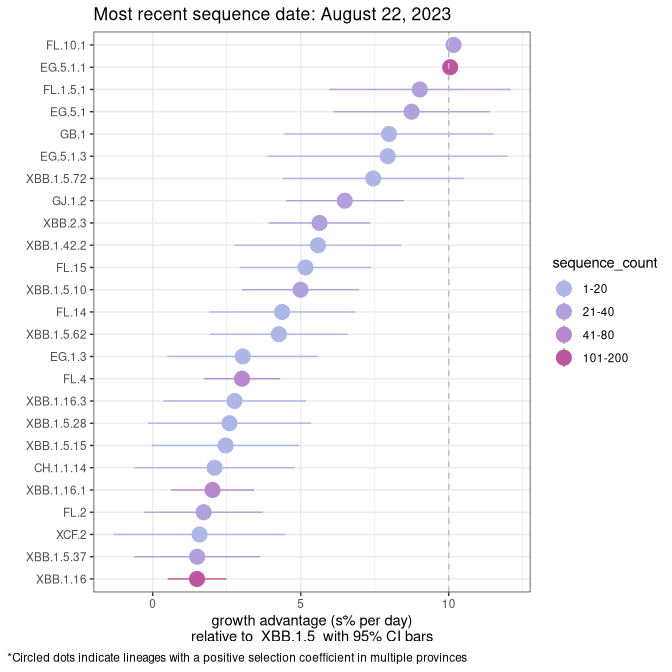 Most recent sequence date: August 22, 2023
FL.10.1
EG.5.1.1
FL.1.5.1
EG.5.1
GB.1
EG.5.1.3
XBB.1.5.72
GJ.1.2
XBB.2.3
XBB.1.42.2
FL.15
XBB.1.5.10
FL.14
XBB.1.5.62
EG.1.3
FL.4
XBB.1.16.3
XBB.1.5.28
XBB.1.5.15
CH.1.1.14
XBB.1.16.1
FL.2
XCF.2
XBB.1.5.37
XBB.1.16
0 5 10
growth advantage (s% per day)
relative to XBB.1.5 with 95% CI bars
sequence_count
1-20
21-40
41-80
101-200
*Circled dots indicate lineages with a positive selection coefficient in multiple provinces